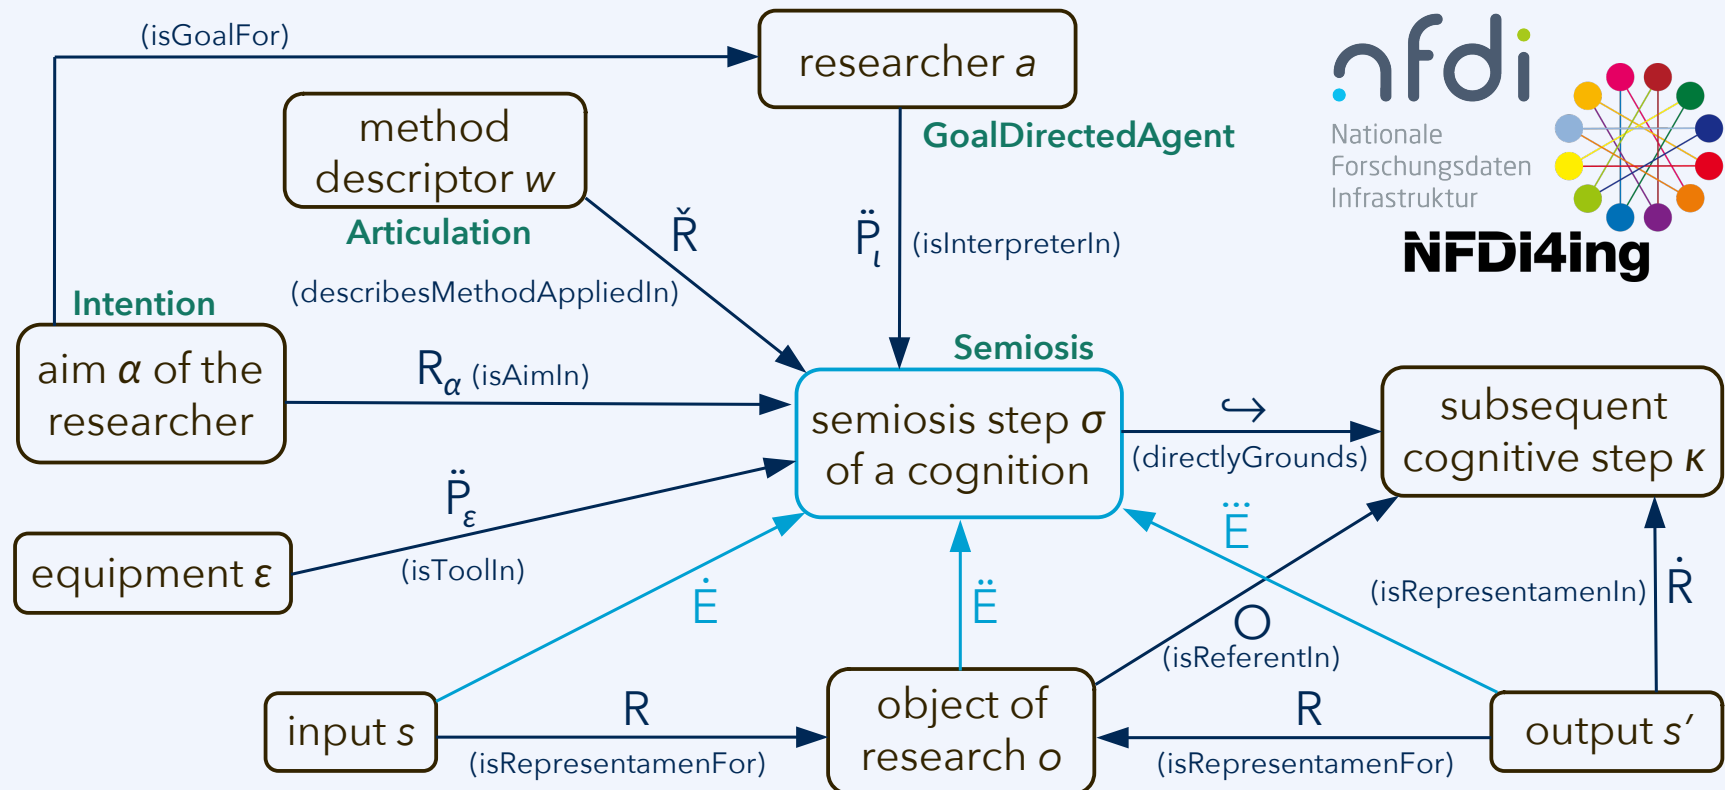 (isGoalFor)
researcher a
GoalDirectedAgent
method
descriptor w
Articulation
Ř
(describesMethodAppliedIn)
P̈ι (isInterpreterIn)
nfdi
Nationale
Forschungsdaten
Infrastruktur
NFDi4ing
Intention
aim α of the
researcher
Rα (isAimIn)
Semiosis
semiosis step σ
of a cognition
↪
(directlyGrounds)
subsequent
cognitive step κ
equipment ε
P̈ε
(isToolIn)
Ė
Ë
E⃛
O
(isReferentIn)
(isRepresentamenIn) Ṙ
input s
R
(isRepresentamenFor)
object of
research o
R
(isRepresentamenFor)
output s′